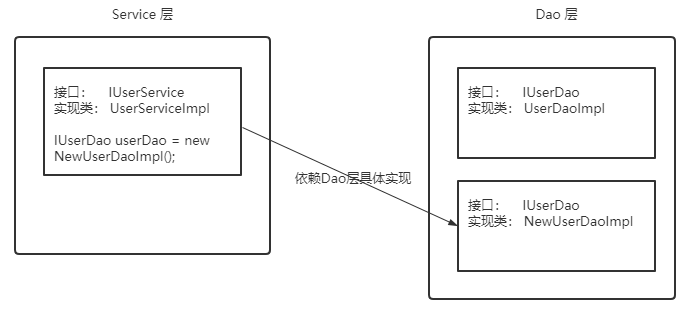 Service 层
Dao 层
接口： IUserService
实现类： UserServiceImpl
IUserDao userDao = new
NewUserDaoImpl();
依赖Dao层具体实现
接口： IUserDao
实现类： UserDaoImpl
接口： IUserDao
实现类： NewUserDaoImpl